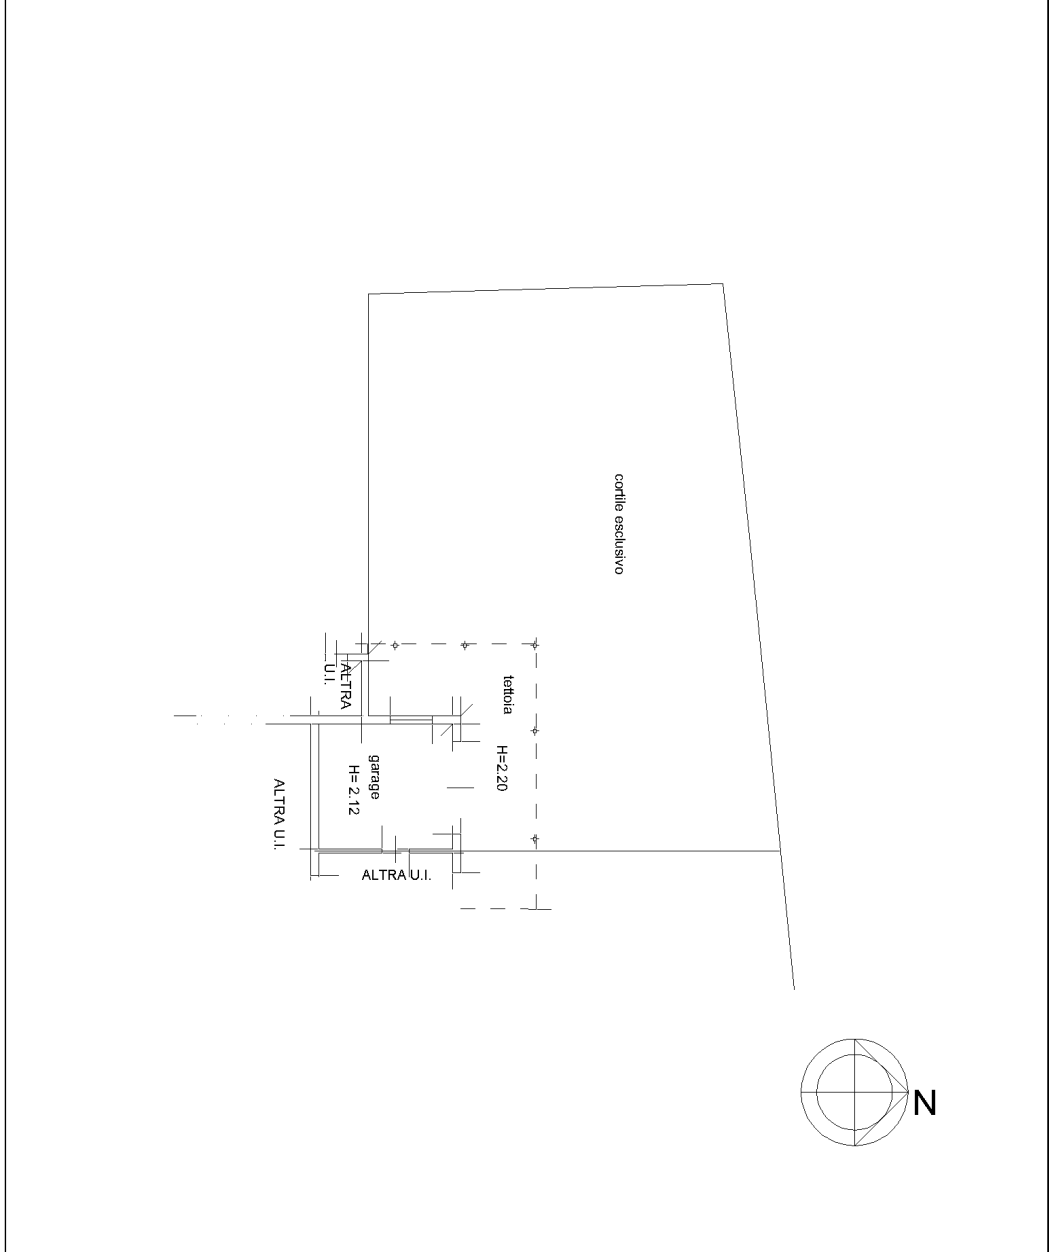 cortile esclusivo
tettoia
H=2.20
ALTRA
U.I.
garage
H= 2.12
ALTRA U.I.
ALTRA U.I.
N